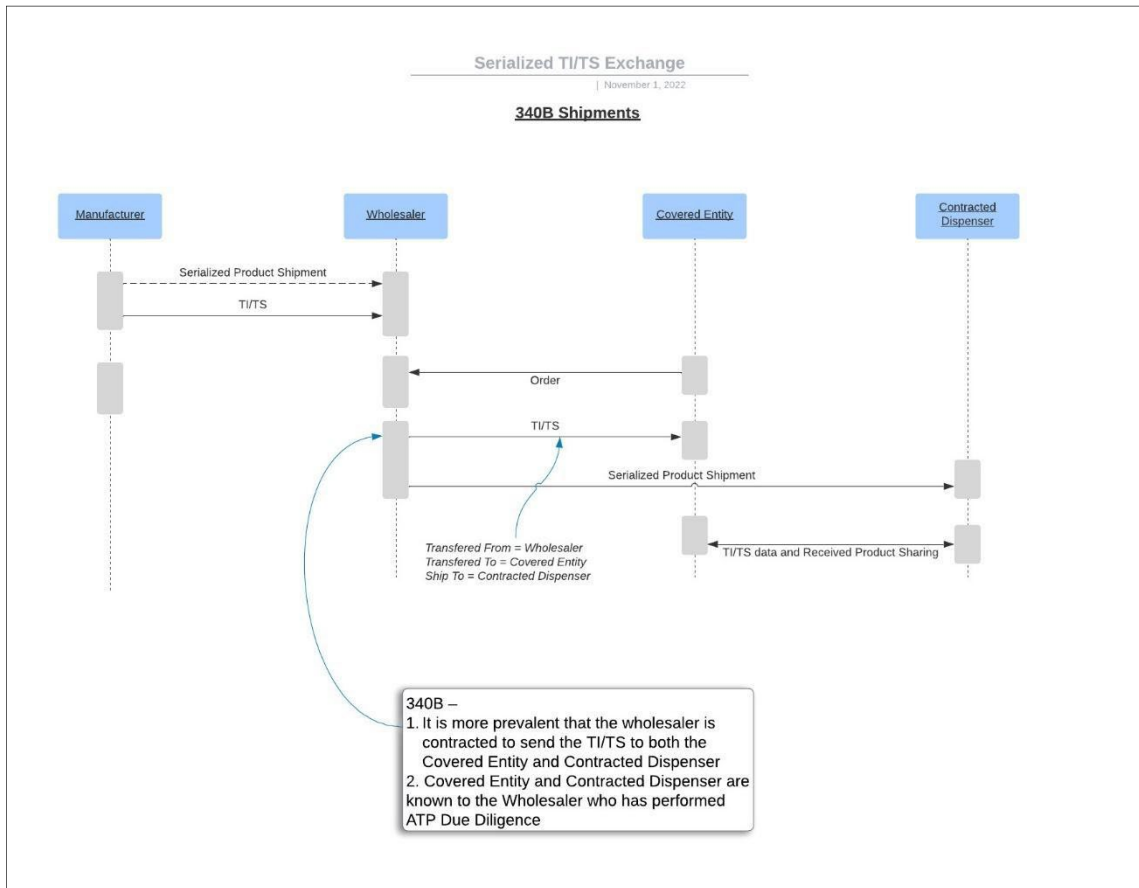 Serialized TI/TS Exchange
| November 1, 2022
340B Shipments
Manufacturer
Wholesaler
Covered Entity
Contracted
Dispenser
Serialized Product Shipment
TI/TS
Order
TI/TS
Serialized Product Shipment
Transfered From = Wholesaler
Transfered To = Covered Entity
Ship To = Contracted Dispenser
TI/TS data and Received Product Sharing
340B –
1. It is more prevalent that the wholesaler is
contracted to send the TI/TS to both the
Covered Entity and Contracted Dispenser
2. Covered Entity and Contracted Dispenser are
known to the Wholesaler who has performed
ATP Due Diligence